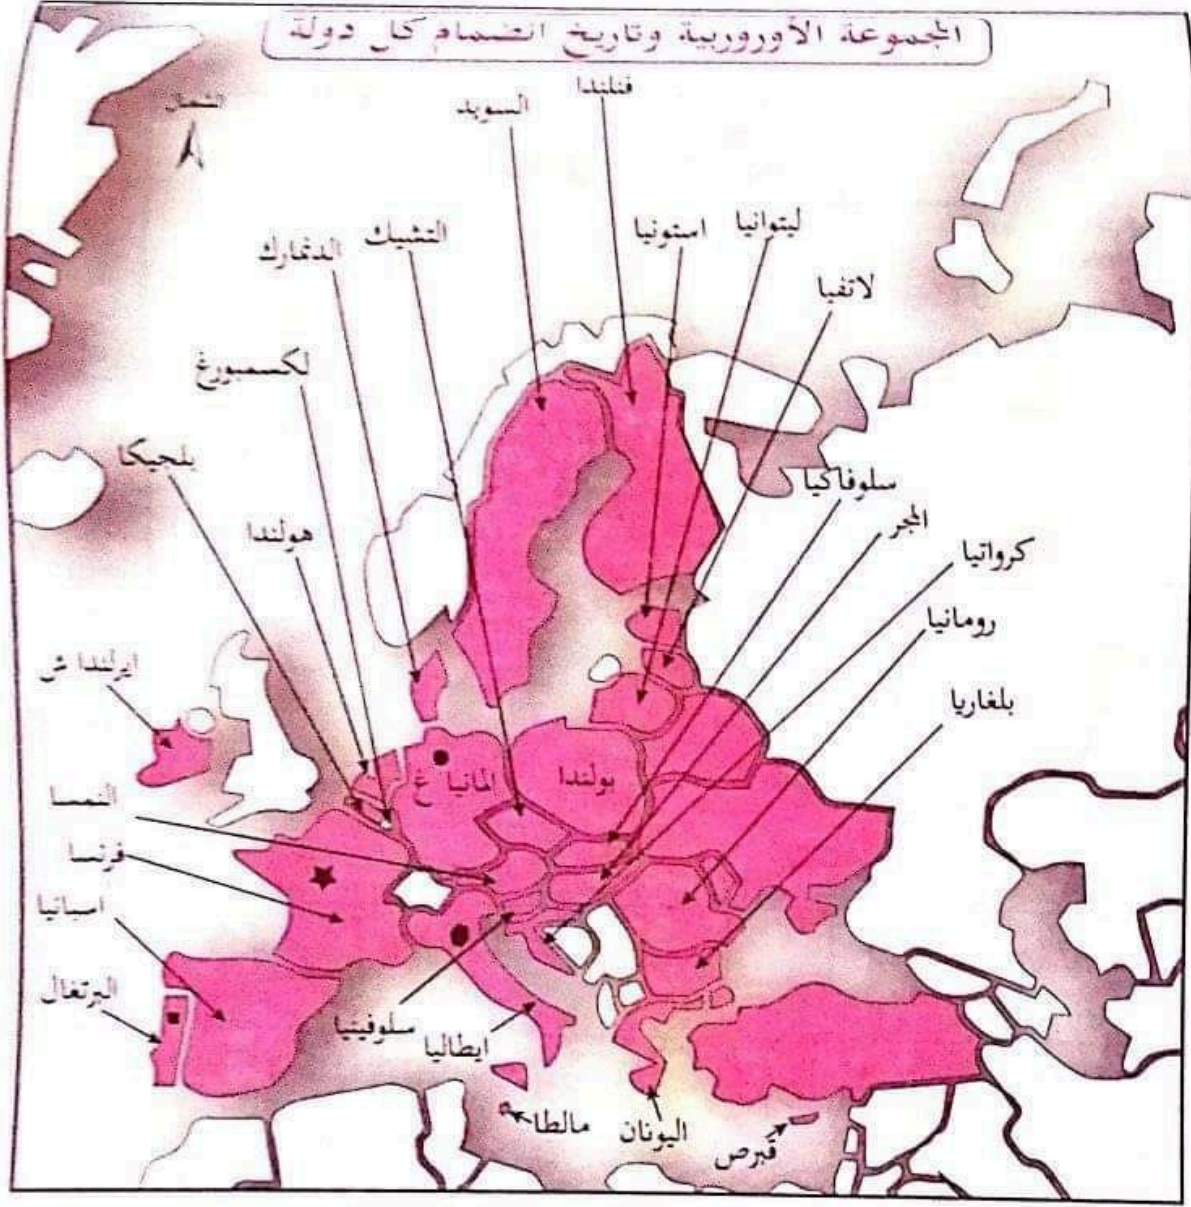 المجموعة الأوروربية وتاريخ انضمام كل دولة
الشمال
فنلندا
السويد
ليتوانيا
استونيا
التشيك
الدنمارك
لاتفيا
لكسمبورغ
بلجيكا
سلوفاكيا
المجر
هولندا
كرواتيا
رومانيا
ايرلندا ش
بلغاريا
بولندا
المانيا غ
النمسا
فرنسا
اسبانيا
البرتغال
سلوفينيا
ايطاليا
مالطا
اليونان
قبرص